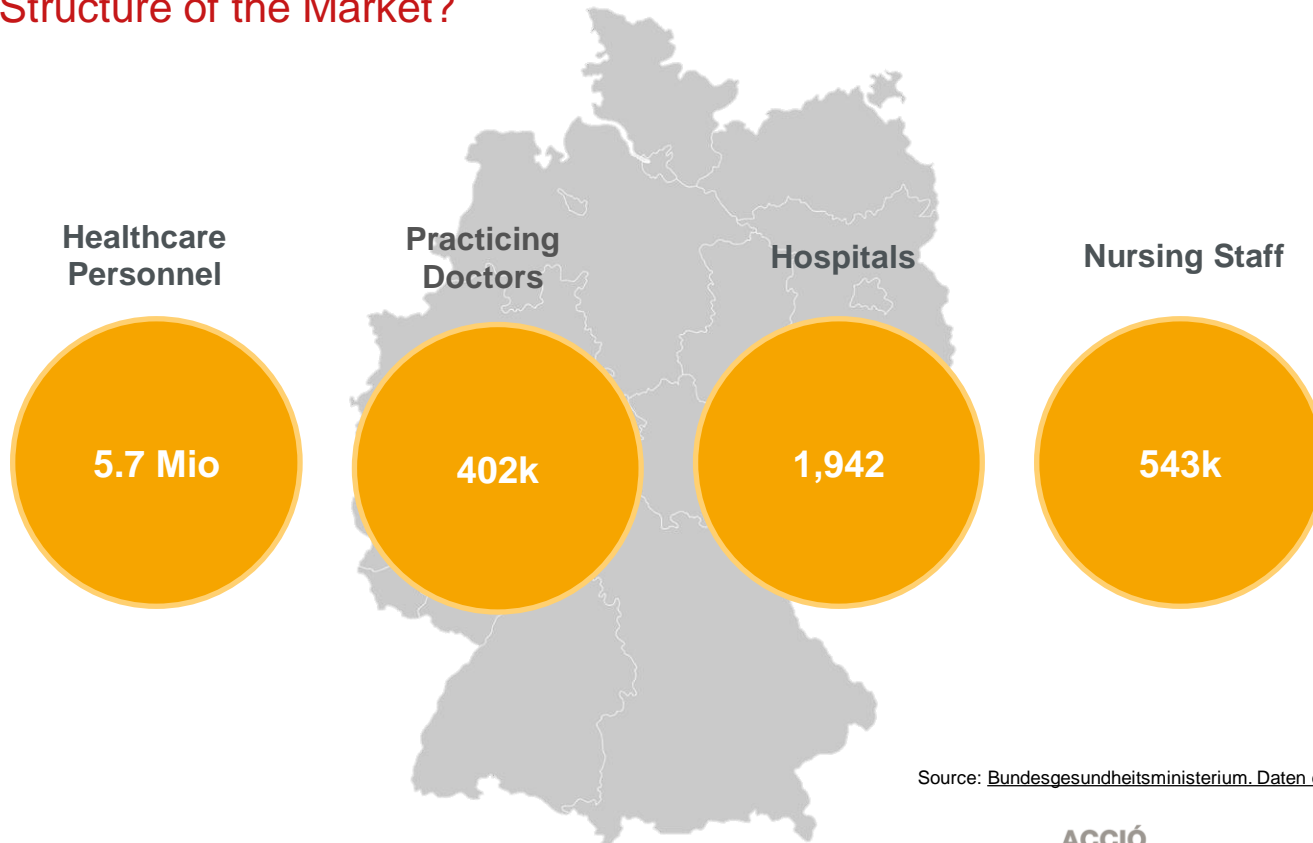 Structure of the Market?
Healthcare
Personnel
Practicing
Doctors
Hospitals
Nursing Staff
5.7 Mio
402k
1,942
543k
Source: Bundesgesundheitsministerium. Daten
ACCIÓ